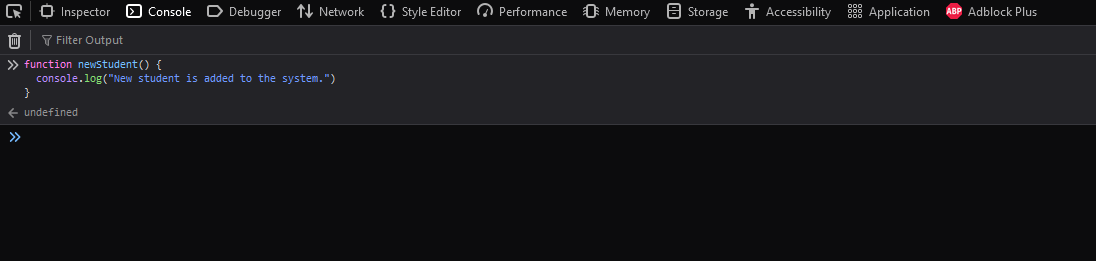 Inspector Console Debugger Network Style Editor Performance Memory Storage Accessibility Application ABP Adblock Plus
Filter Output
function newStudent() {
  console.log("New student is added to the system.")
}
undefined